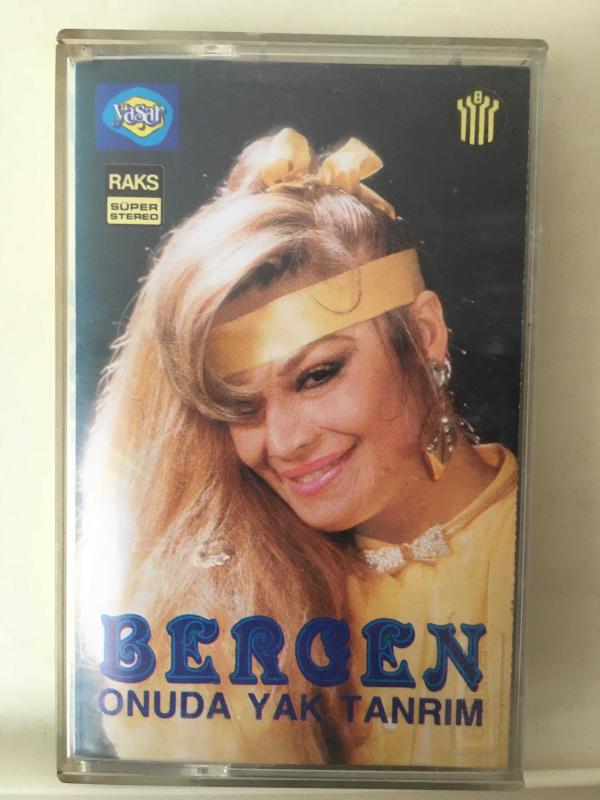 yaşar
B
RAKS
SÜPER
STEREO
BERGEN
ONUDA YAK TANRIM